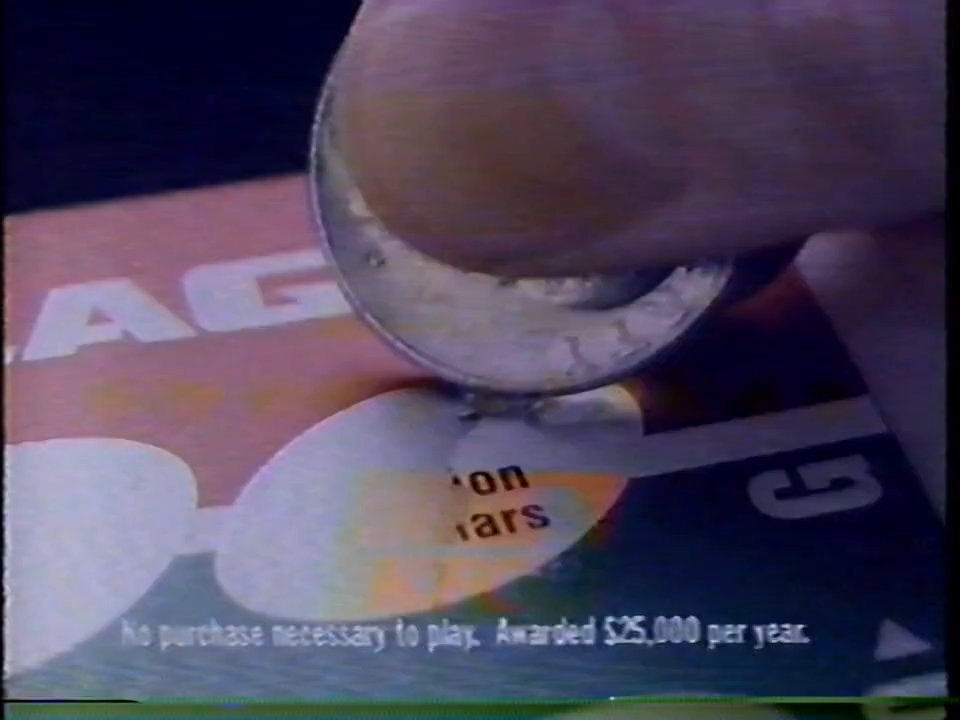 AG
on
ars
G
No purchase necessary to play. Awarded $25,000 per year.